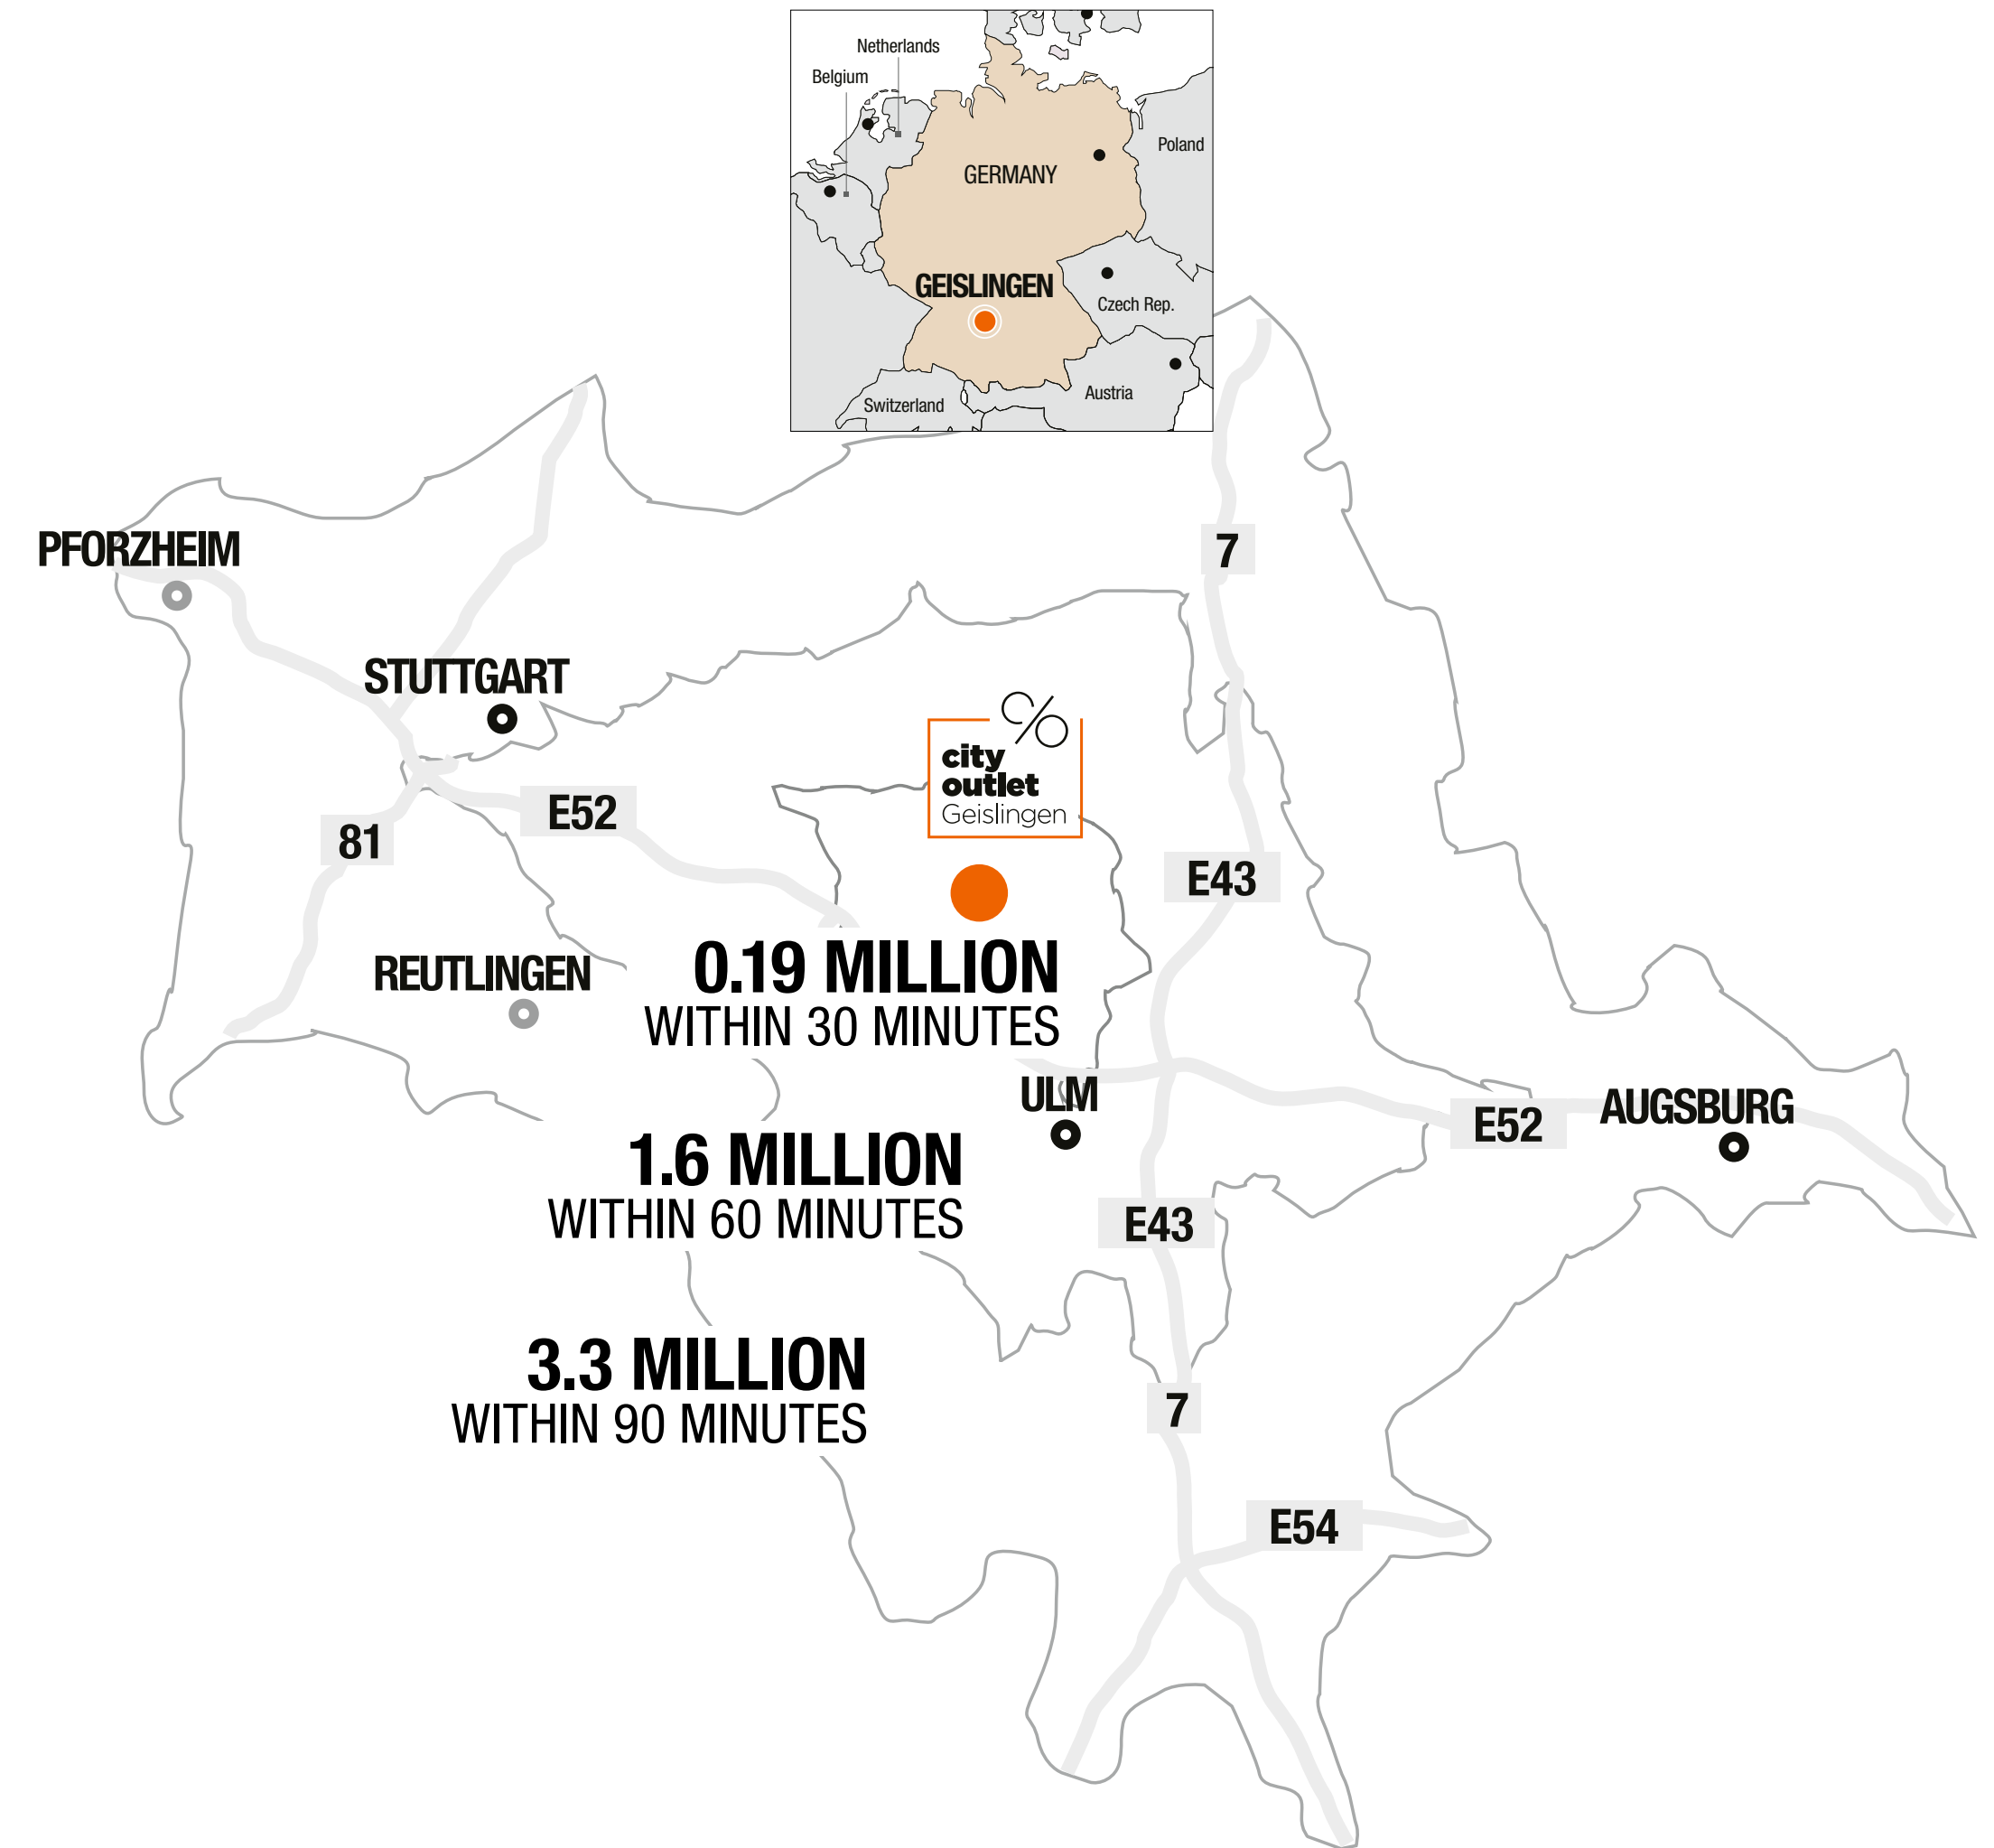 Netherlands
Belgium
Poland
GERMANY
GEISLINGEN
Czech Rep.
Austria
Switzerland
PFORZHEIM
7
STUTTGART
%
city
outlet
Geislingen
E52
81
E43
REUTLINGEN
0.19 MILLION
WITHIN 30 MINUTES
ULM
E52
AUGSBURG
1.6 MILLION
WITHIN 60 MINUTES
E43
3.3 MILLION
WITHIN 90 MINUTES
7
E54